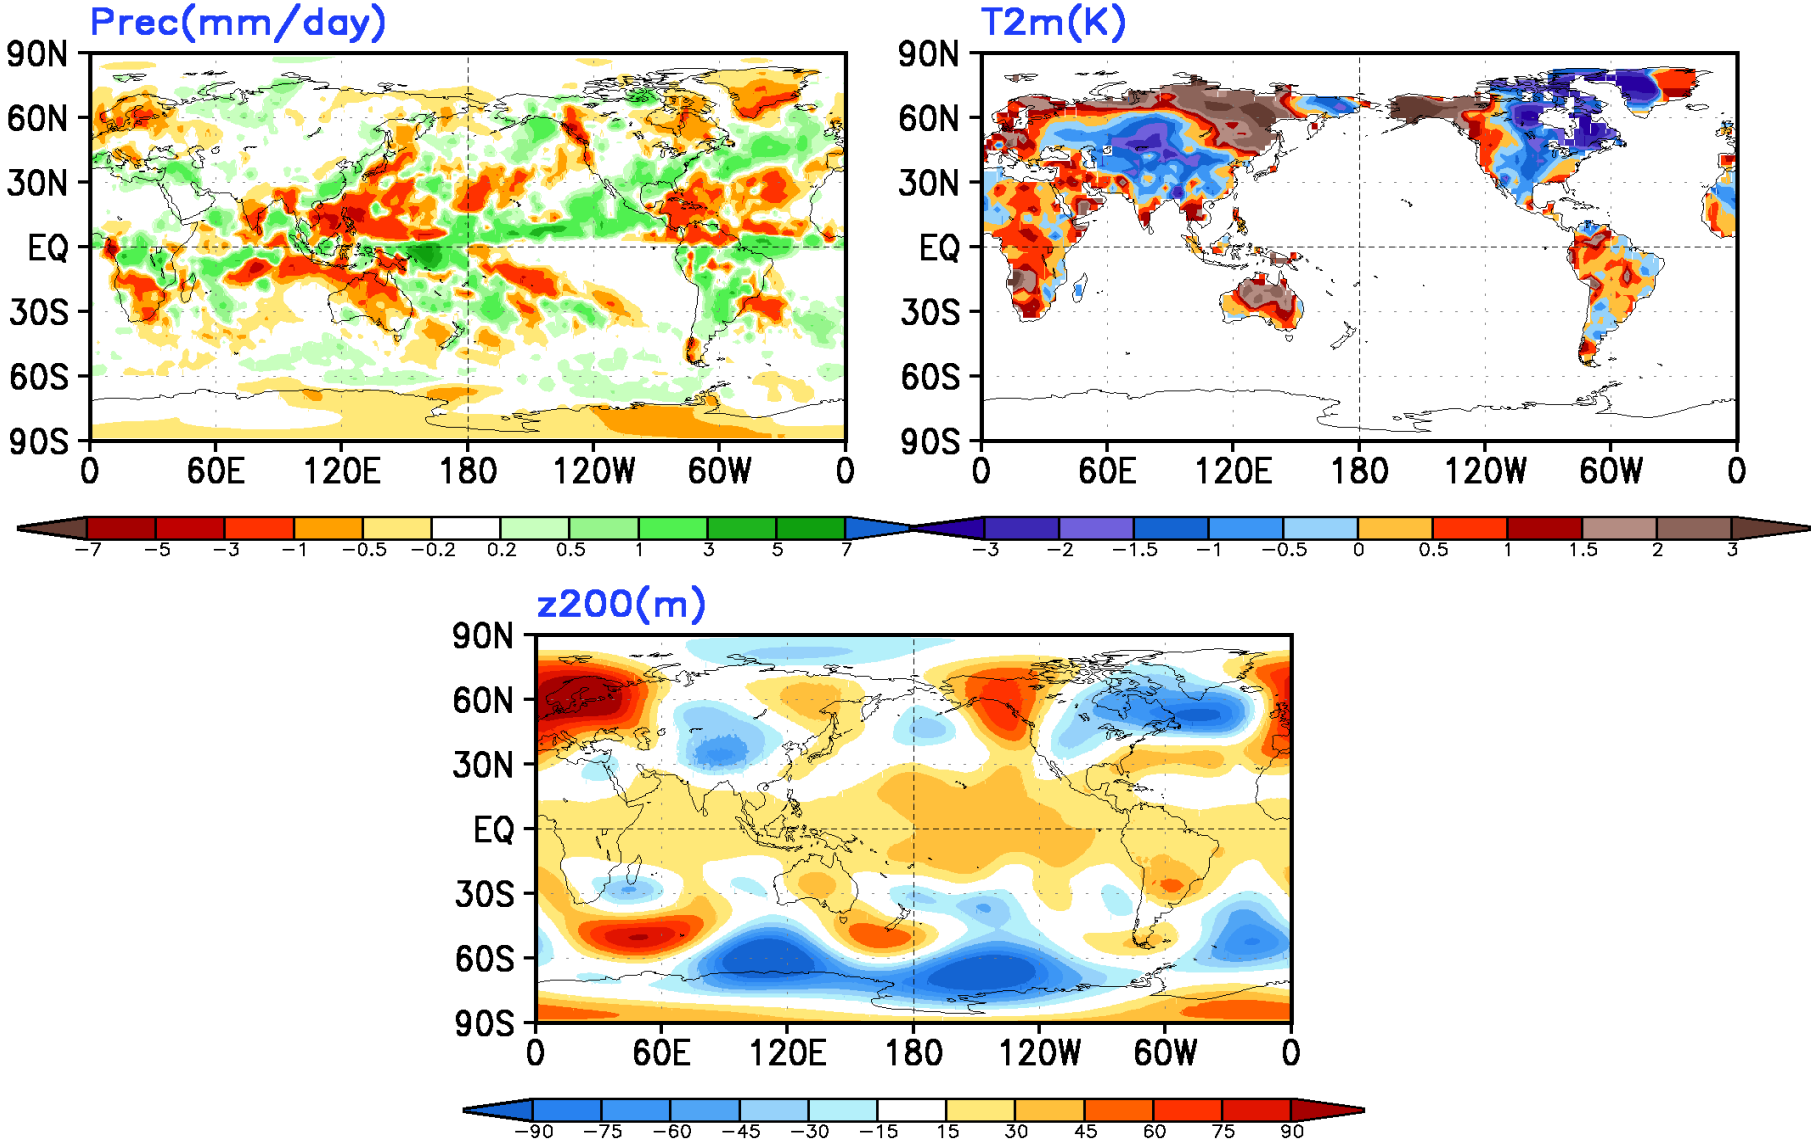 Prec(mm/day)
T2m(K)
90N
60N
30N
EQ
30S
60S
90S
0 60E 120E 180 120W 60W 0
90N
60N
30N
EQ
30S
60S
90S
0 60E 120E 180 120W 60W 0
-7 -5 -3 -1 -0.5 -0.2 0.2 0.5 1 3 5 7
-3 -2 -1.5 -1 -0.5 0 0.5 1 1.5 2 3
z200(m)
90N
60N
30N
EQ
30S
60S
90S
0 60E 120E 180 120W 60W 0
-90 -75 -60 -45 -30 -15 15 30 45 60 75 90